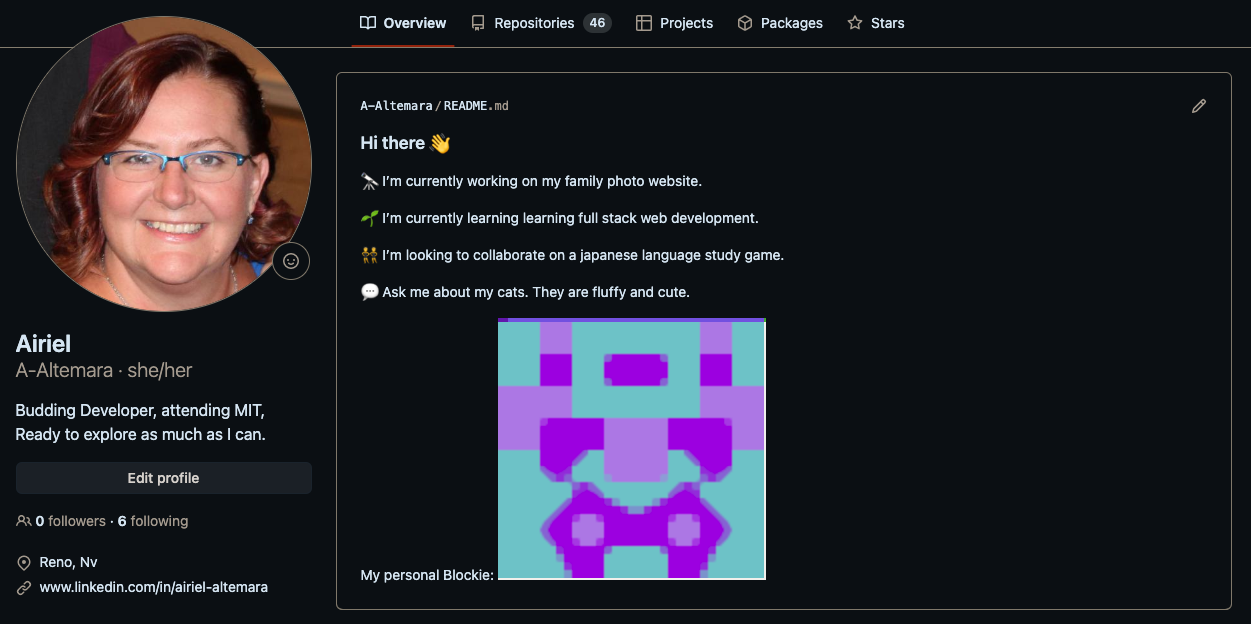 Overview Repositories 46 Projects Packages Stars
A-Altemara/README.md
Hi there 👋
🔭 I'm currently working on my family photo website.
🌱 I'm currently learning learning full stack web development.
👯 I'm looking to collaborate on a japanese language study game.
💬 Ask me about my cats. They are fluffy and cute.
My personal Blockie:
Airiel
A-Altemara · she/her
Budding Developer, attending MIT,
Ready to explore as much as I can.
Edit profile
0 followers · 6 following
Reno, Nv
www.linkedin.com/in/airiel-altemara